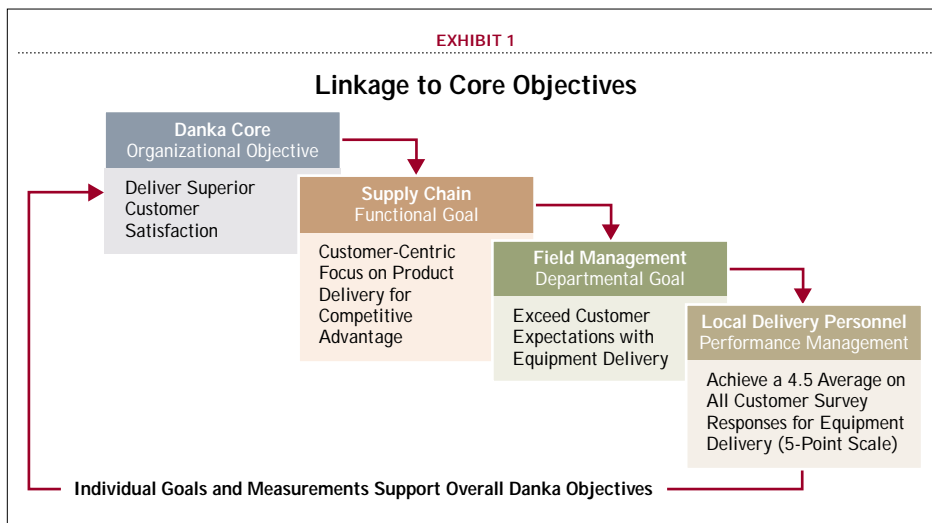 EXHIBIT 1
Linkage to Core Objectives
Danka Core
Organizational Objective
Deliver Superior
Customer
Satisfaction
Supply Chain
Functional Goal
Customer-Centric
Focus on Product
Delivery for
Competitive
Advantage
Field Management
Departmental Goal
Exceed Customer
Expectations with
Equipment Delivery
Local Delivery Personnel
Performance Management
Achieve a 4.5 Average on
All Customer Survey
Responses for Equipment
Delivery (5-Point Scale)
Individual Goals and Measurements Support Overall Danka Objectives